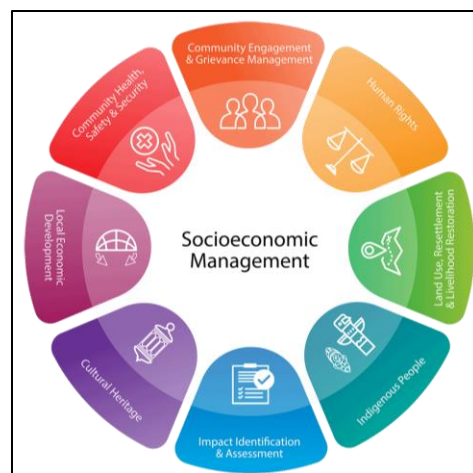 Community Engagement
& Grievance Management
Human Rights
Land Use, Resettlement
& Livelihood Restoration
Indigenous People
Impact Identification
& Assessment
Cultural Heritage
Local Economic
Development
Community Health,
Safety & Security
Socioeconomic
Management